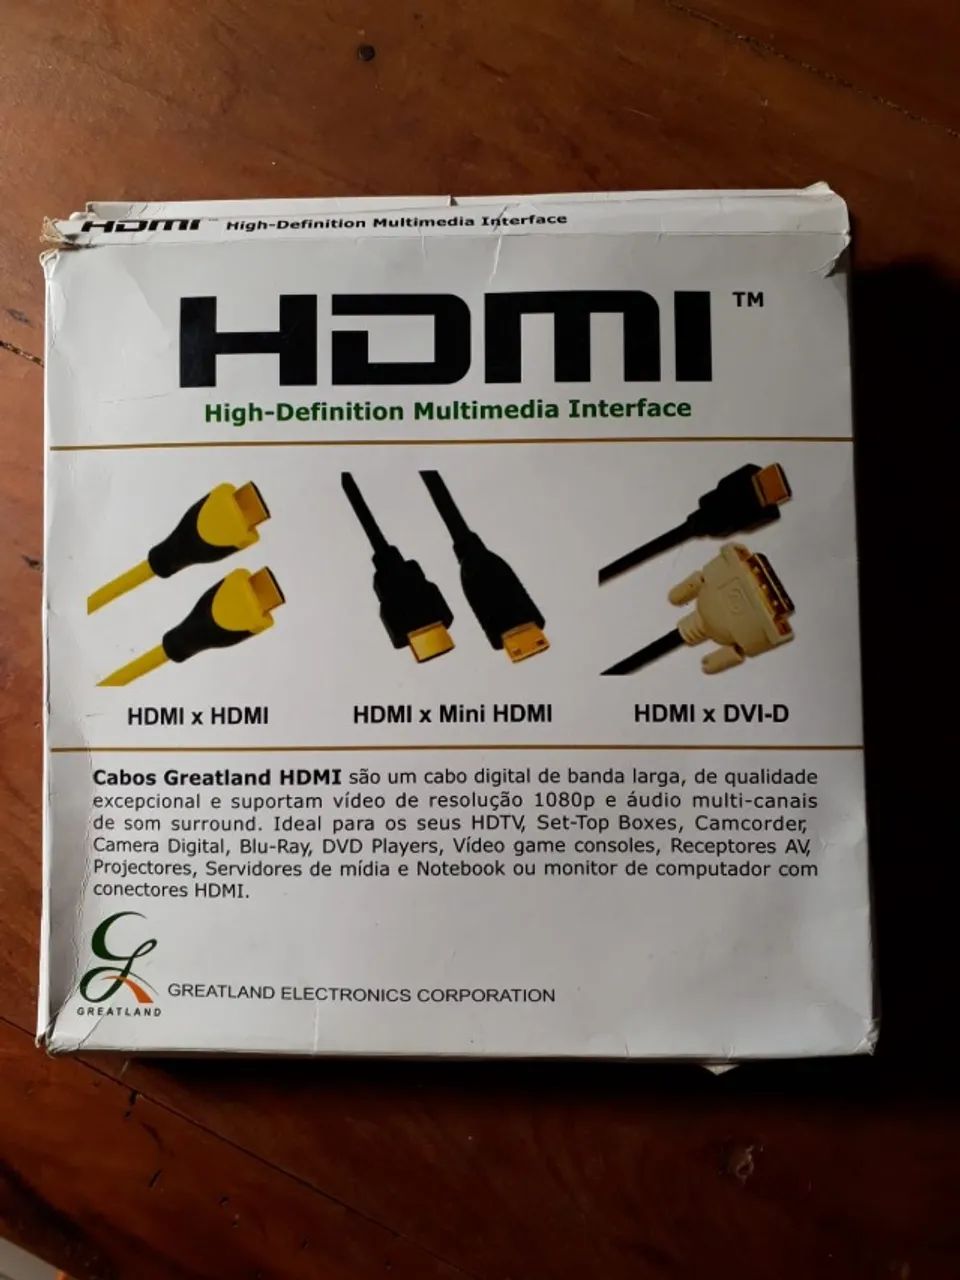 HDMI™ High-Definition Multimedia Interface
HDMI™
High-Definition Multimedia Interface
HDMI x HDMI
HDMI x Mini HDMI
HDMI x DVI-D
Cabos Greatland HDMI são um cabo digital de banda larga, de qualidade
excepcional e suportam vídeo de resolução 1080p e áudio multi-canais
de som surround. Ideal para os seus HDTV, Set-Top Boxes, Camcorder,
Camera Digital, Blu-Ray, DVD Players, Vídeo game consoles, Receptores AV,
Projectores, Servidores de mídia e Notebook ou monitor de computador com
conectores HDMI.
GREATLAND
GREATLAND ELECTRONICS CORPORATION